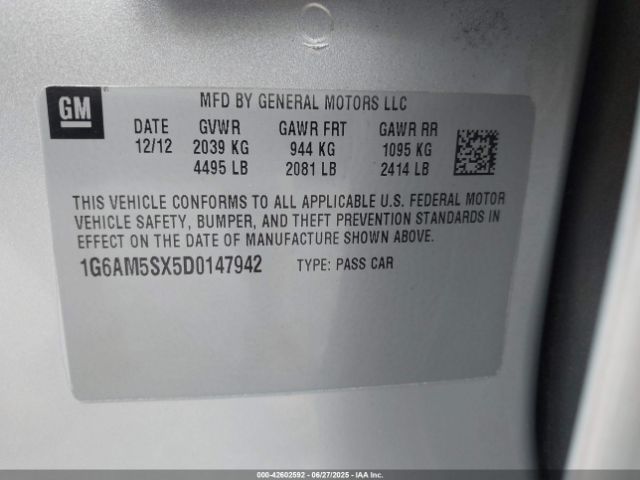 GM
MFD BY GENERAL MOTORS LLC
DATE GVWR GAWR FRT GAWR RR
12/12 2039 KG 944 KG 1095 KG
4495 LB 2081 LB 2414 LB
THIS VEHICLE CONFORMS TO ALL APPLICABLE U.S. FEDERAL MOTOR
VEHICLE SAFETY, BUMPER, AND THEFT PREVENTION STANDARDS IN
EFFECT ON THE DATE OF MANUFACTURE SHOWN ABOVE.
1G6AM5SX5D0147942 TYPE: PASS CAR
000-42602592 | 06/27/2025 | IAAI, Inc.